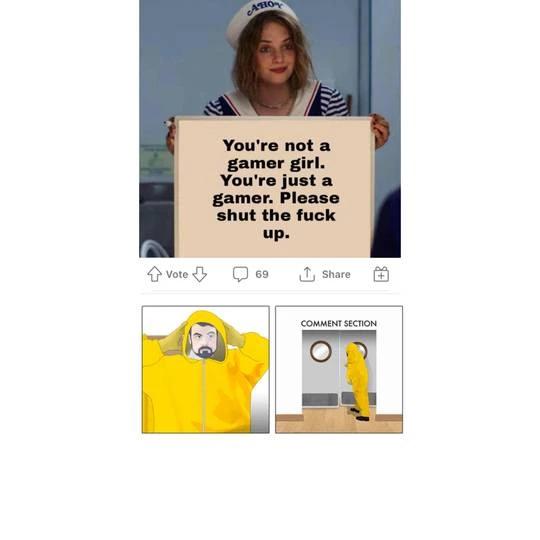 AHOY
You're not a
gamer girl.
You're just a
gamer. Please
shut the fuck
up.
Vote 69 Share
COMMENT SECTION